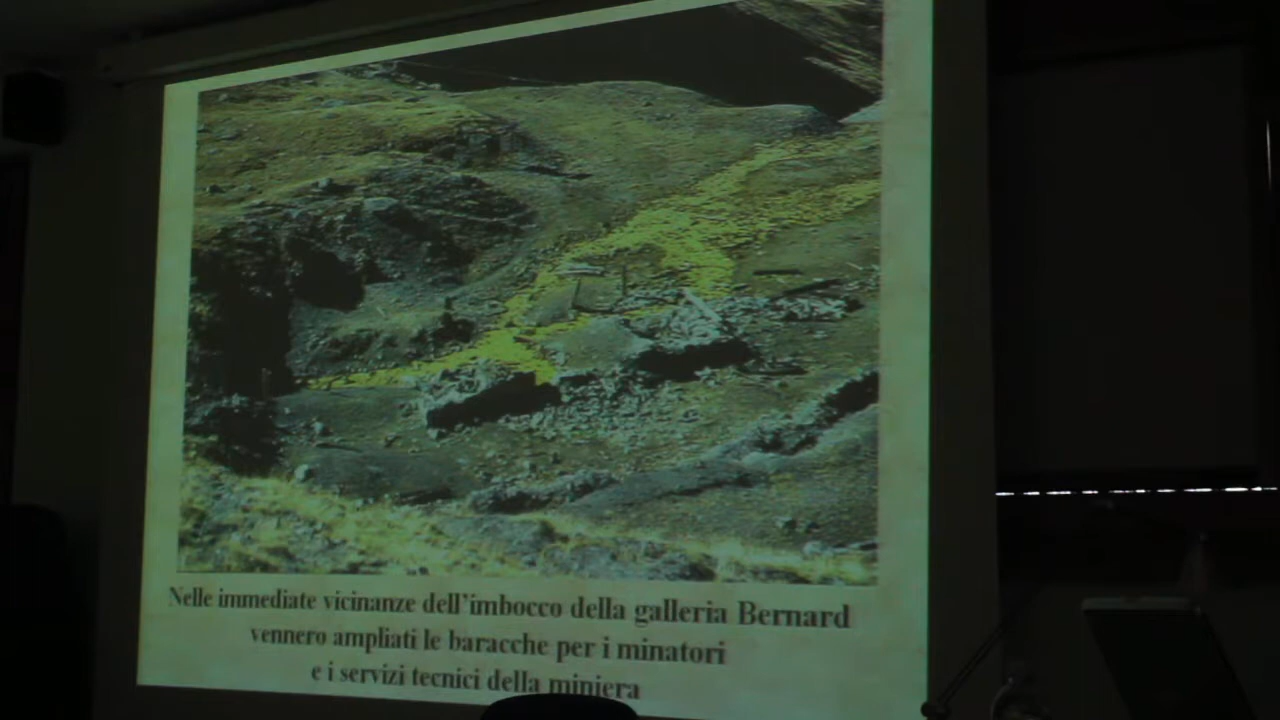 Nelle immediate vicinanze dell'imbocco della galleria Bernard
vennero ampliati le baracche per i minatori
e i servizi tecnici della miniera